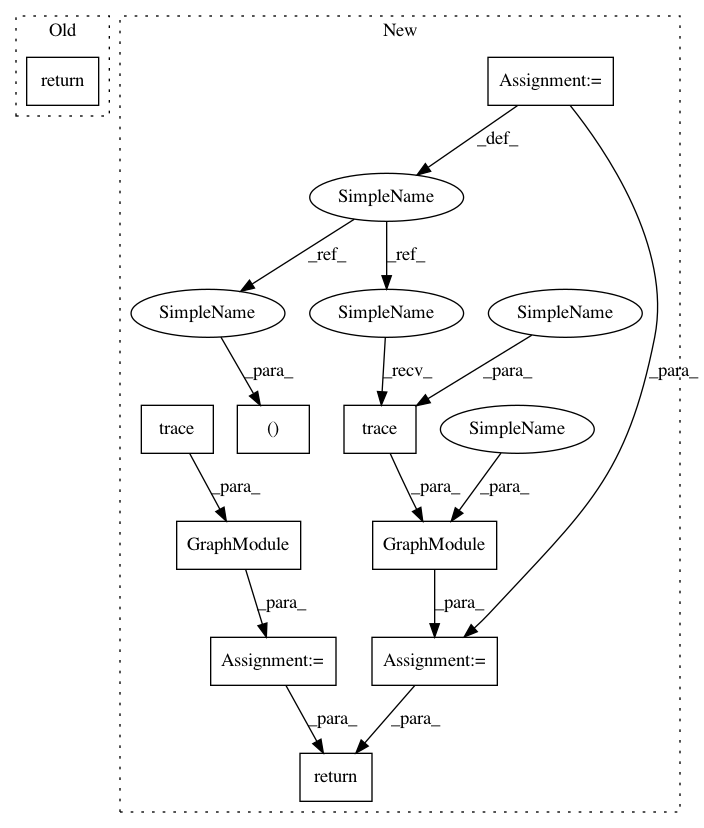 Old
New
return
Assignment:=
_def_
SimpleName
_ref_
_ref_
SimpleName
SimpleName
SimpleName
_para_
_recv_
_para_
_para_
trace
()
trace
SimpleName
_para_
_para_
_para_
GraphModule
GraphModule
_para_
_para_
Assignment:=
Assignment:=
_para_
_para_
return